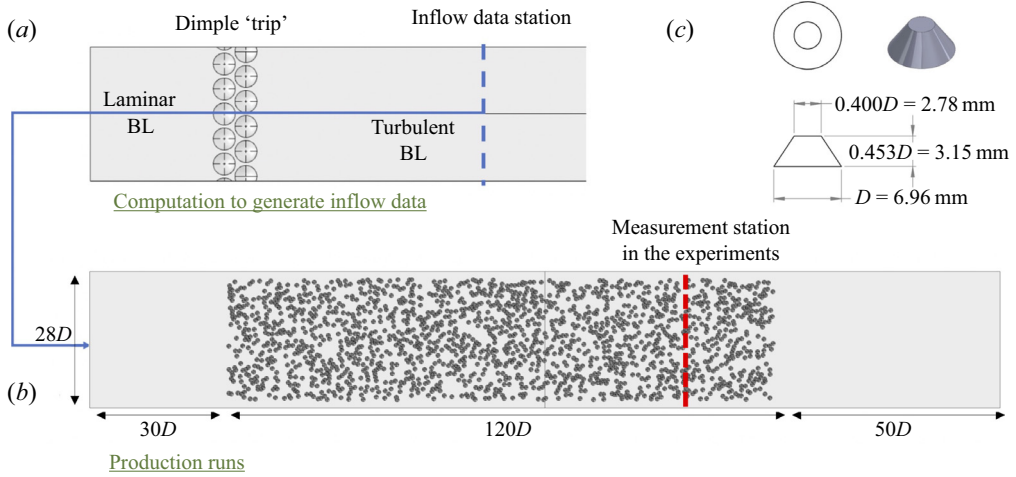 (a)
Dimple ‘trip’
Inflow data station
Laminar
BL
Turbulent
BL
Computation to generate inflow data
(c)
0.400D = 2.78 mm
0.453D = 3.15 mm
D = 6.96 mm
Measurement station
in the experiments
28D
(b)
30D
120D
50D
Production runs